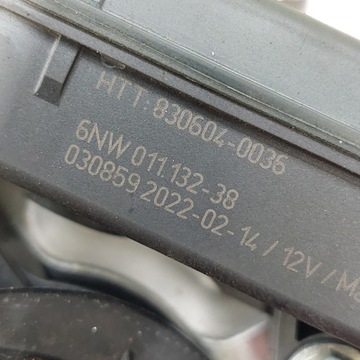 HTT: 830604-0036
6NW 011.132-38
030859 2022-02-14 / 12V / M